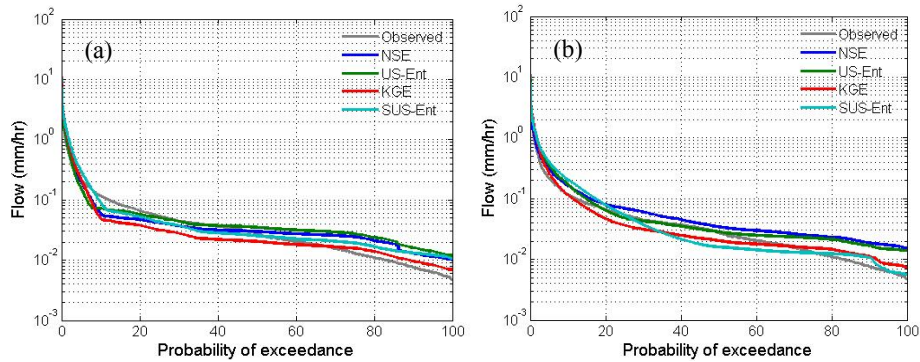 (a)
Observed
NSE
US-Ent
KGE
SUS-Ent
Flow (mm/hr)
10^2
10^1
10^0
10^-1
10^-2
10^-3
0 20 40 60 80 100
Probability of exceedance
(b)
Observed
NSE
US-Ent
KGE
SUS-Ent
Flow (mm/hr)
10^2
10^1
10^0
10^-1
10^-2
10^-3
0 20 40 60 80 100
Probability of exceedance